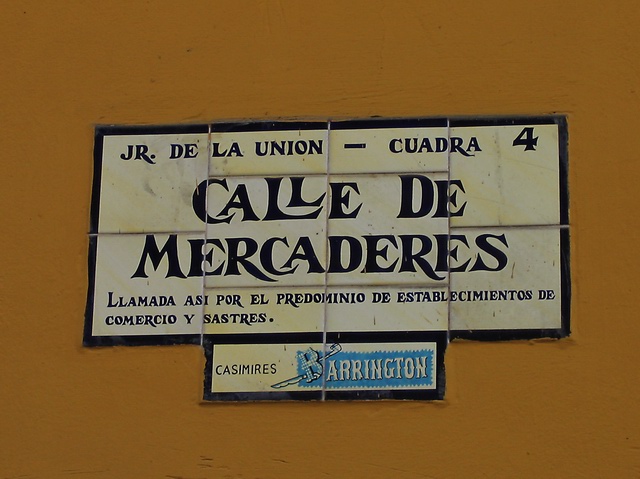 JR. DE LA UNION – CUADRA 4
CALLE DE
MERCADERES
LLAMADA ASI POR EL PREDOMINIO DE ESTABLECIMIENTOS DE
COMERCIO Y SASTRES.
CASIMIRES BARRINGTON